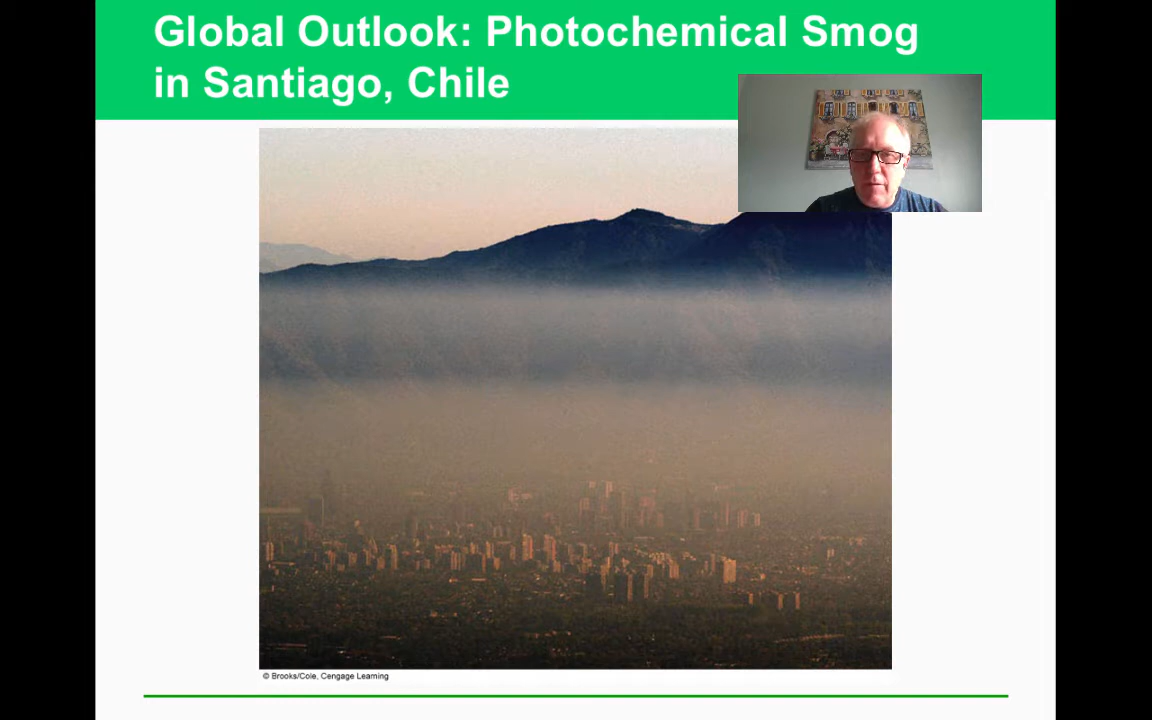 Global Outlook: Photochemical Smog
in Santiago, Chile
© Brooks/Cole, Cengage Learning